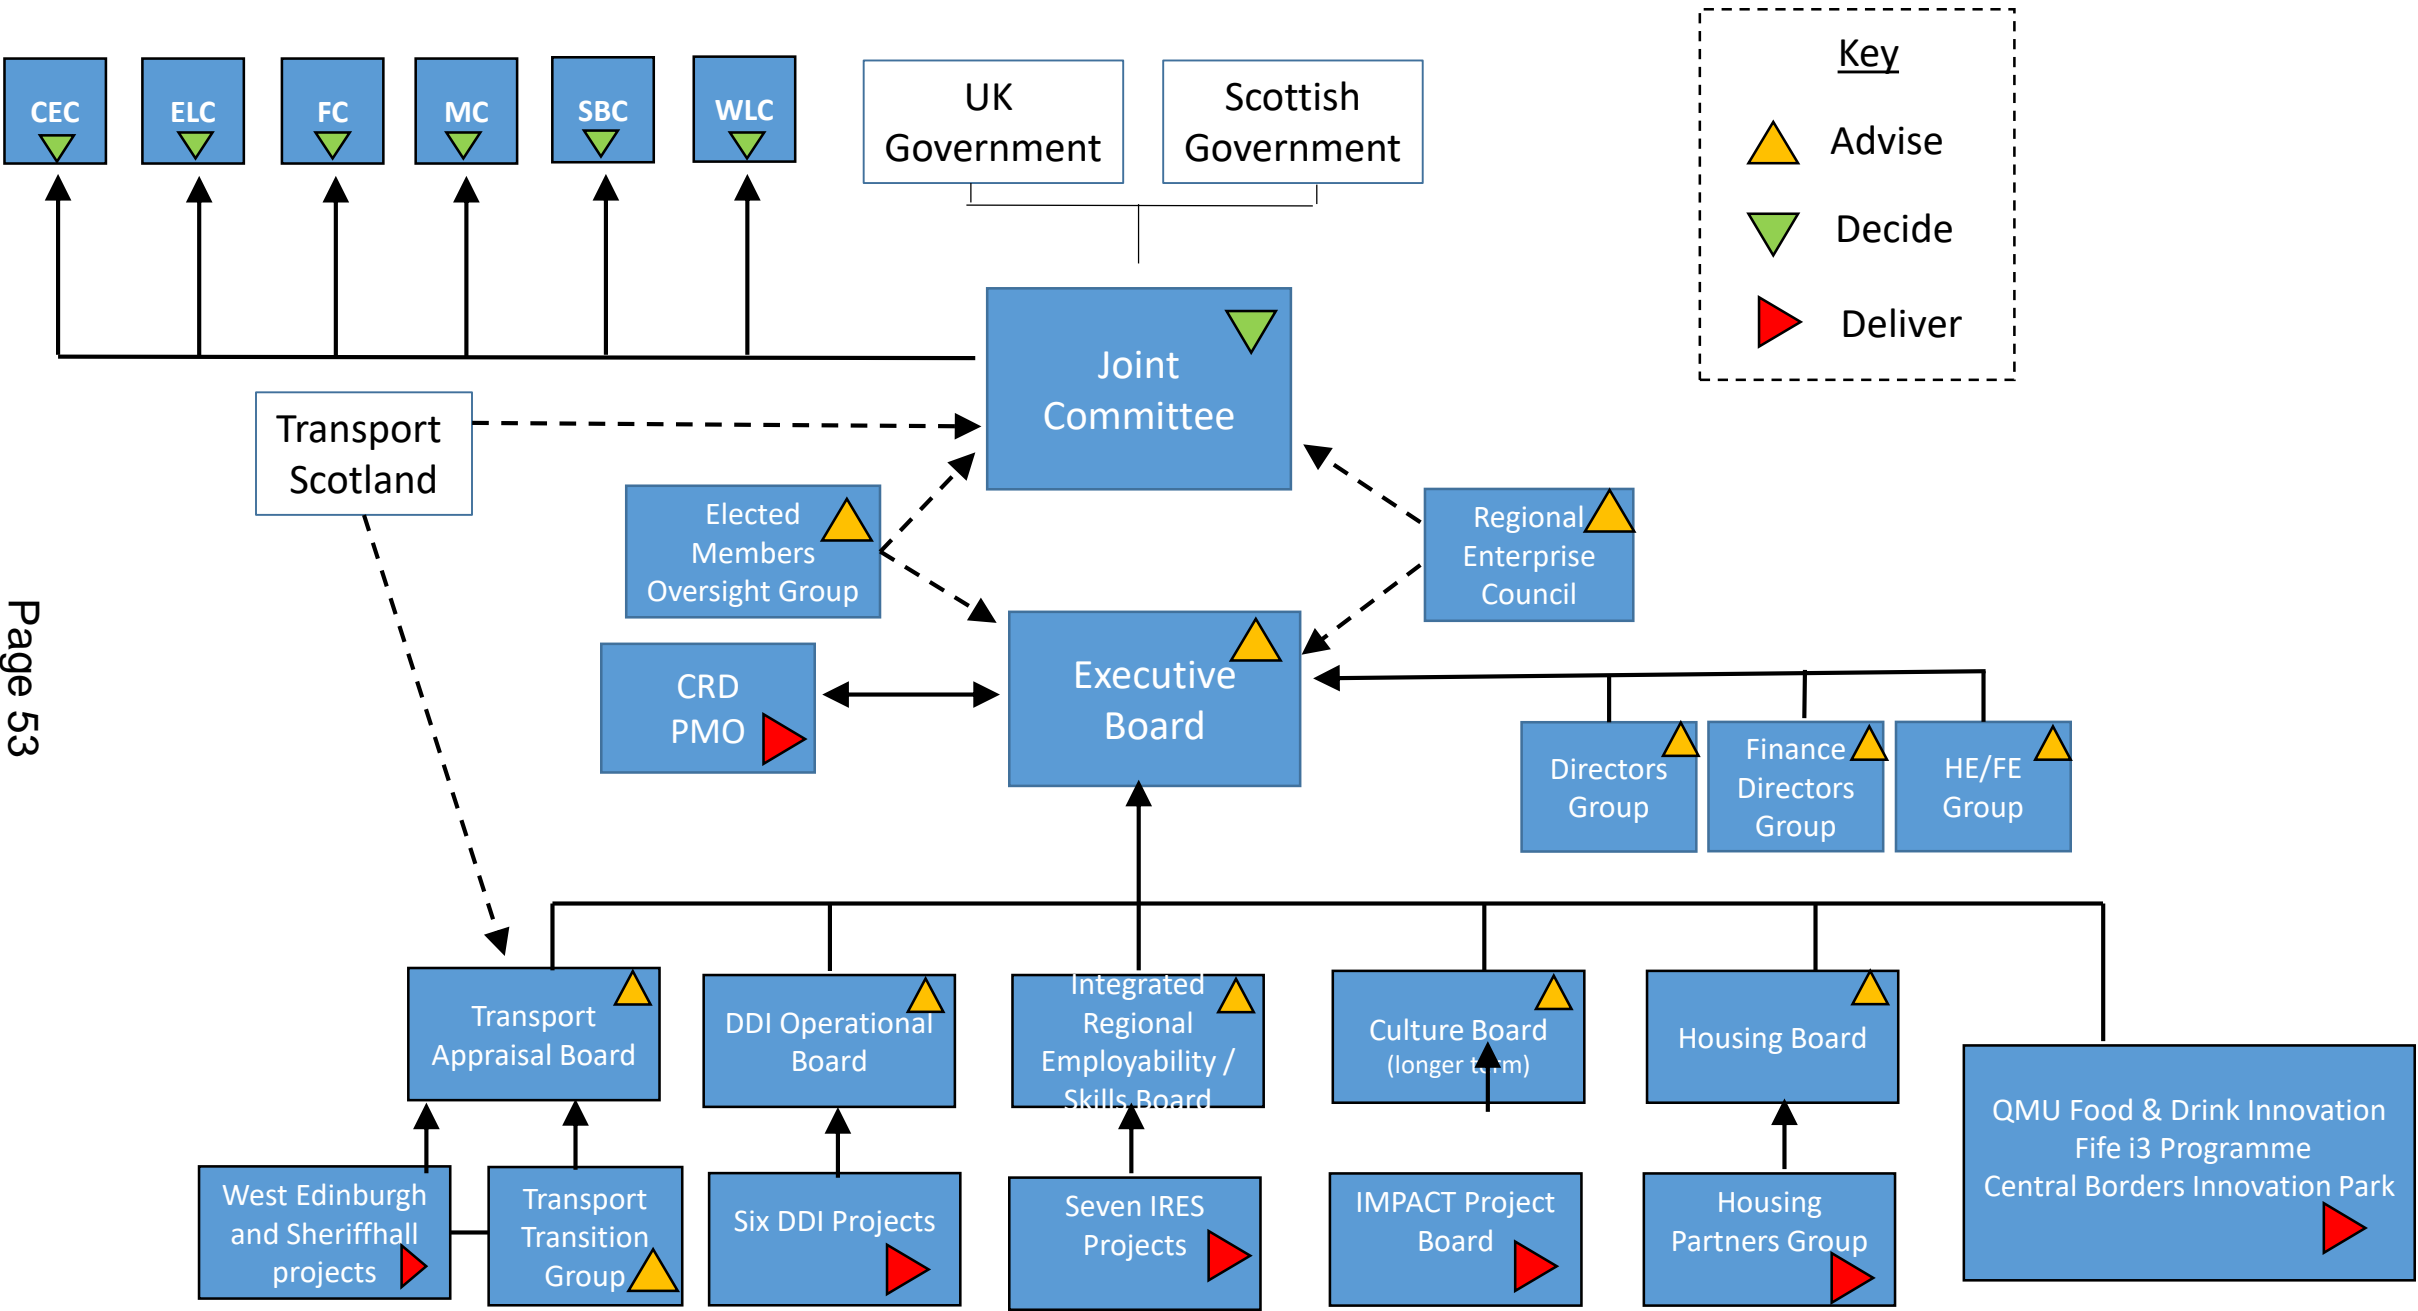 CEC
ELC
FC
MC
SBC
WLC
UK
Government
Scottish
Government
Key
Advise
Decide
Deliver
Joint
Committee
Transport
Scotland
Elected
Members
Oversight Group
Regional
Enterprise
Council
Page 53
CRD
PMO
Executive
Board
Directors
Group
Finance
Directors
Group
HE/FE
Group
Transport
Appraisal Board
DDI Operational
Board
Integrated
Regional
Employability /
Skills Board
Culture Board
(longer term)
Housing Board
QMU Food & Drink Innovation
Fife i3 Programme
Central Borders Innovation Park
West Edinburgh
and Sheriffhall
projects
Transport
Transition
Group
Six DDI Projects
Seven IRES
Projects
IMPACT Project
Board
Housing
Partners Group